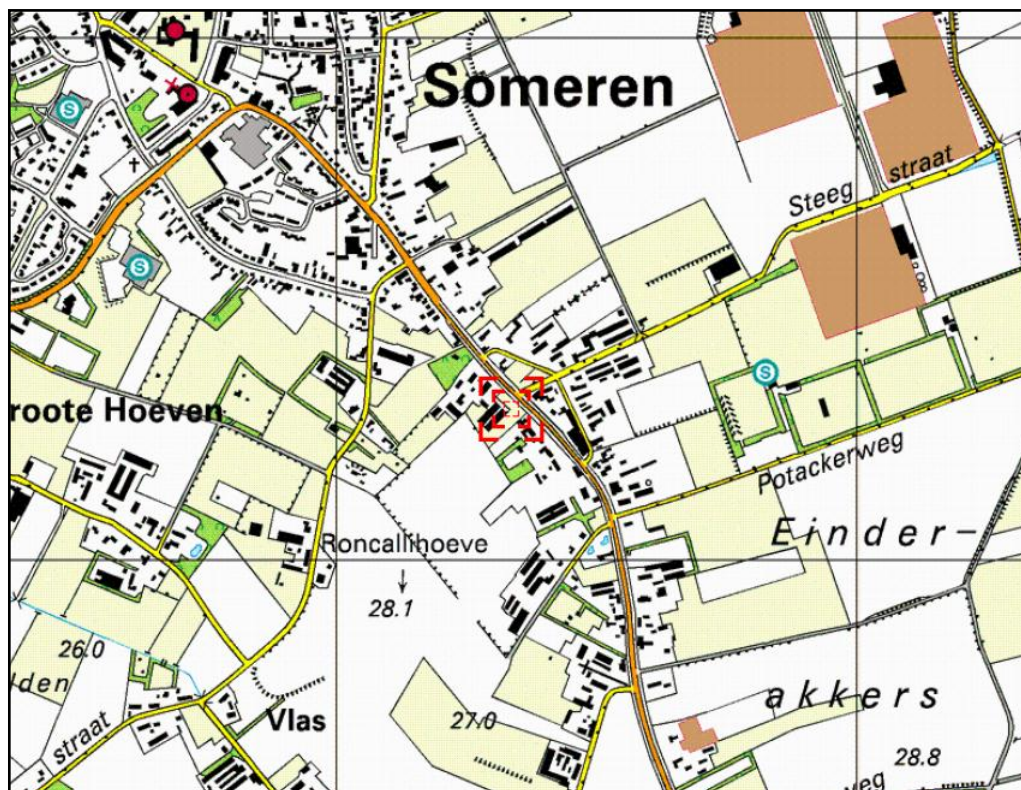 Someren
S
straat
Steeg
S
S
roote Hoeven
Potackerweg
Einder-
Roncallihoeve
28.1
26.0
lden
akkers
Vlas
27.0
straat
28.8
weg